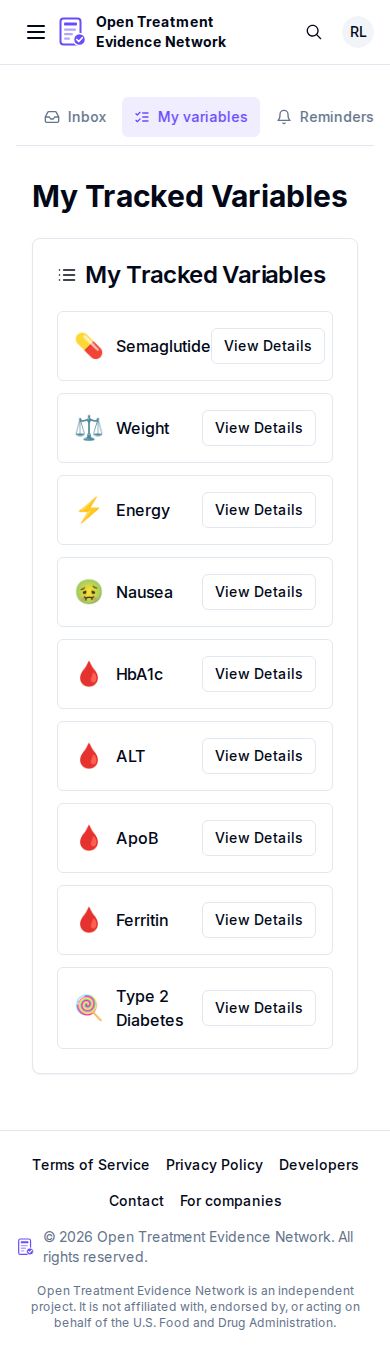 Open Treatment
Evidence Network
RL
Inbox
My variables
Reminders
My Tracked Variables
My Tracked Variables
Semaglutide
View Details
Weight
View Details
Energy
View Details
Nausea
View Details
HbA1c
View Details
ALT
View Details
ApoB
View Details
Ferritin
View Details
Type 2
Diabetes
View Details
Terms of Service
Privacy Policy
Developers
Contact
For companies
© 2026 Open Treatment Evidence Network. All
rights reserved.
Open Treatment Evidence Network is an independent
project. It is not affiliated with, endorsed by, or acting on
behalf of the U.S. Food and Drug Administration.